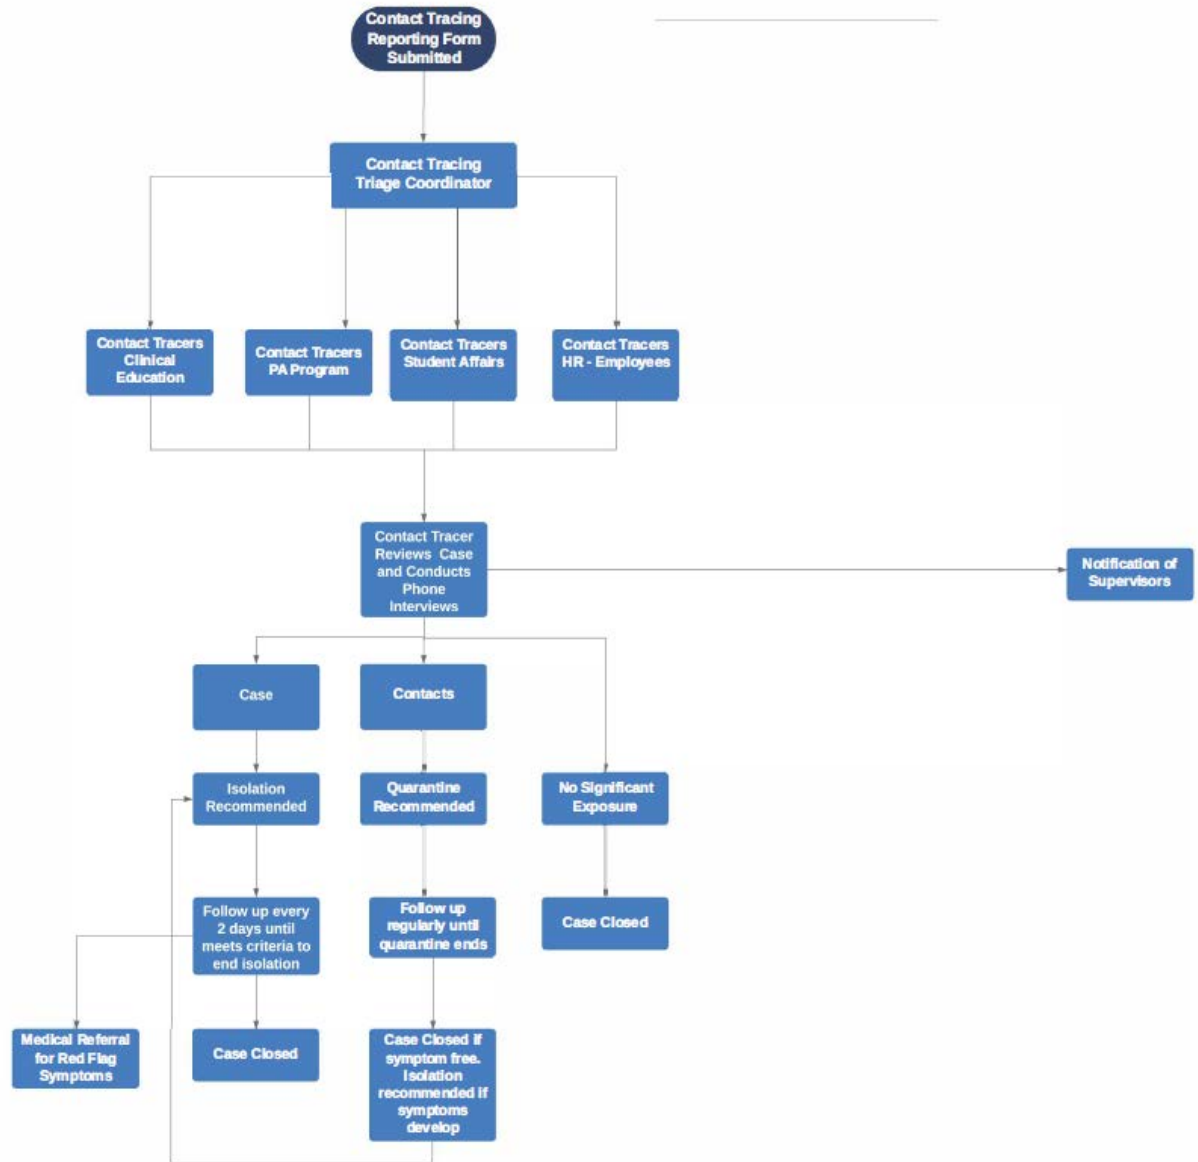 Contact Tracing
Reporting Form
Submitted
Contact Tracing
Triage Coordinator
Contact Tracers
Clinical
Education
Contact Tracers
PA Program
Contact Tracers
Student Affairs
Contact Tracers
HR - Employees
Contact Tracer
Reviews Case
and Conducts
Phone
Interviews
Notification of
Supervisors
Case
Contacts
Isolation
Recommended
Quarantine
Recommended
No Significant
Exposure
Follow up every
2 days until
meets criteria to
end isolation
Follow up
regularly until
quarantine ends
Case Closed
Medical Referral
for Red Flag
Symptoms
Case Closed
Case Closed if
symptom free.
Isolation
recommended if
symptoms
develop